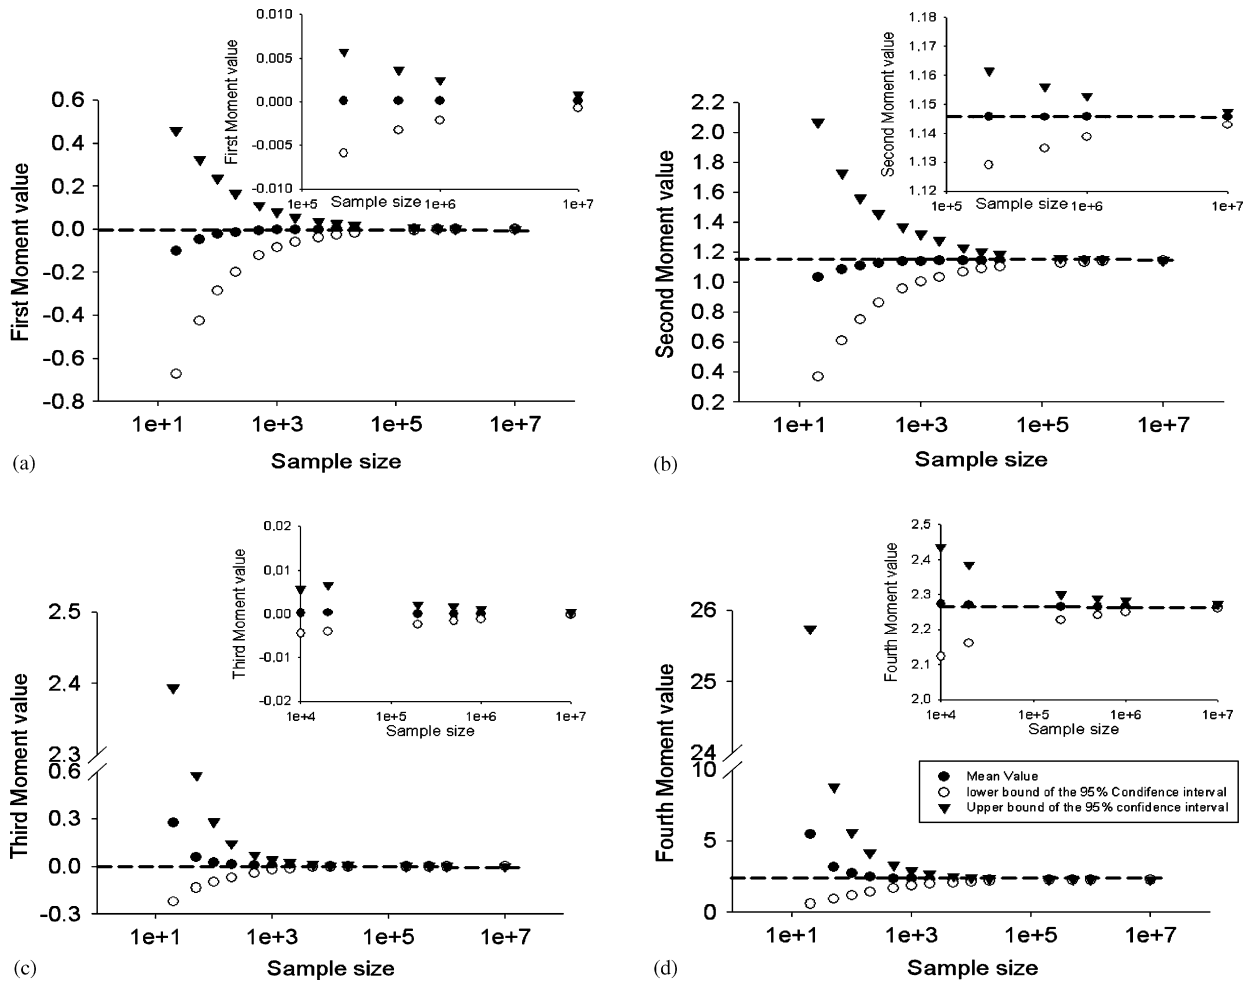 0.010
0.005
0.000
-0.005
-0.010
First Moment value
1e+5
1e+6
1e+7
Sample size
0.6
0.4
0.2
0.0
-0.2
-0.4
-0.6
-0.8
First Moment value
1e+1
1e+3
1e+5
1e+7
Sample size
(a)
1.18
1.17
1.16
1.15
1.14
1.13
1.12
Second Moment value
1e+5
1e+6
1e+7
Sample size
2.2
2.0
1.8
1.6
1.4
1.2
1.0
0.8
0.6
0.4
0.2
Second Moment value
1e+1
1e+3
1e+5
1e+7
Sample size
(b)
0.02
0.01
0.00
-0.01
-0.02
Third Moment value
1e+4
1e+5
1e+6
1e+7
Sample size
2.5
2.4
2.3
0.6
0.3
0.0
-0.3
Third Moment value
1e+1
1e+3
1e+5
1e+7
Sample size
(c)
2.5
2.4
2.3
2.2
2.1
2.0
Fourth Moment value
1e+4
1e+5
1e+6
1e+7
Sample size
26
25
24
10
5
0
Fourth Moment value
Mean Value
lower bound of the 95% Condifence interval
Upper bound of the 95% confidence interval
1e+1
1e+3
1e+5
1e+7
Sample size
(d)